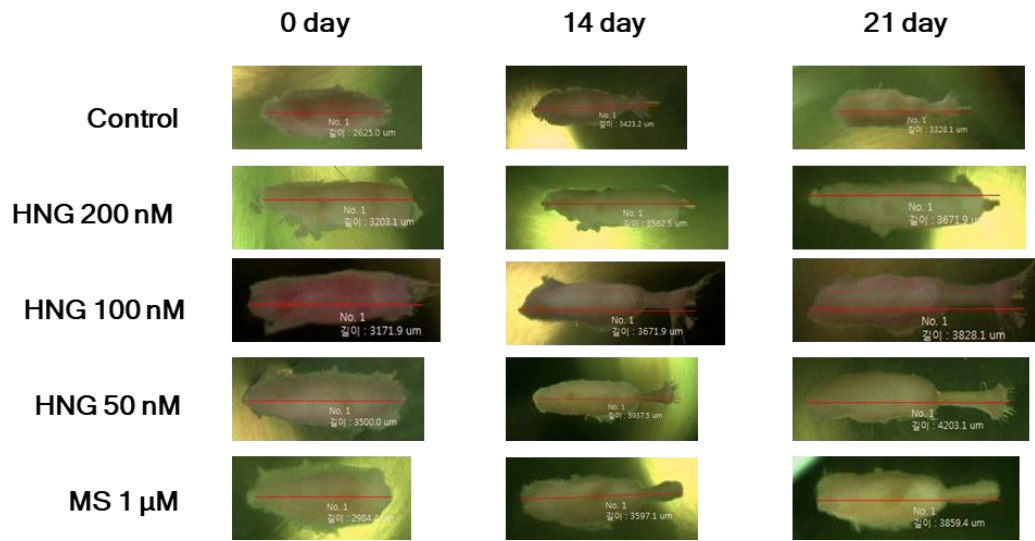 0 day
14 day
21 day
Control
No. 1
길이 : 2625.0 um
No. 1
길이 : 3423.2 um
No. 1
길이 : 3328.1 um
HNG 200 nM
No. 1
길이 : 3203.1 um
No. 1
길이 : 3562.5 um
No. 1
길이 : 3671.9 um
HNG 100 nM
No. 1
길이 : 3171.9 um
No. 1
길이 : 3671.9 um
No. 1
길이 : 3828.1 um
HNG 50 nM
No. 1
길이 : 3500.0 um
No. 1
길이 : 3937.5 um
No. 1
길이 : 4203.1 um
MS 1 μM
No. 1
길이 : 2984.4 um
No. 1
길이 : 3597.1 um
No. 1
길이 : 3859.4 um